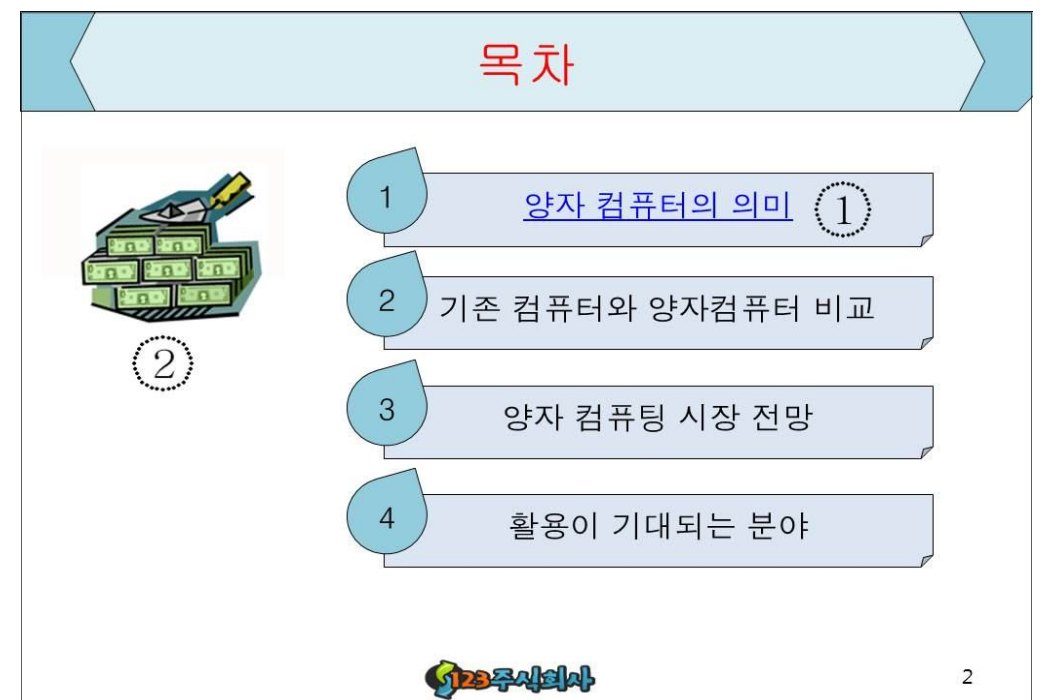 목차
1
양자 컴퓨터의 의미 ①
2
기존 컴퓨터와 양자컴퓨터 비교
3
양자 컴퓨팅 시장 전망
4
활용이 기대되는 분야
②
123주식회사
2